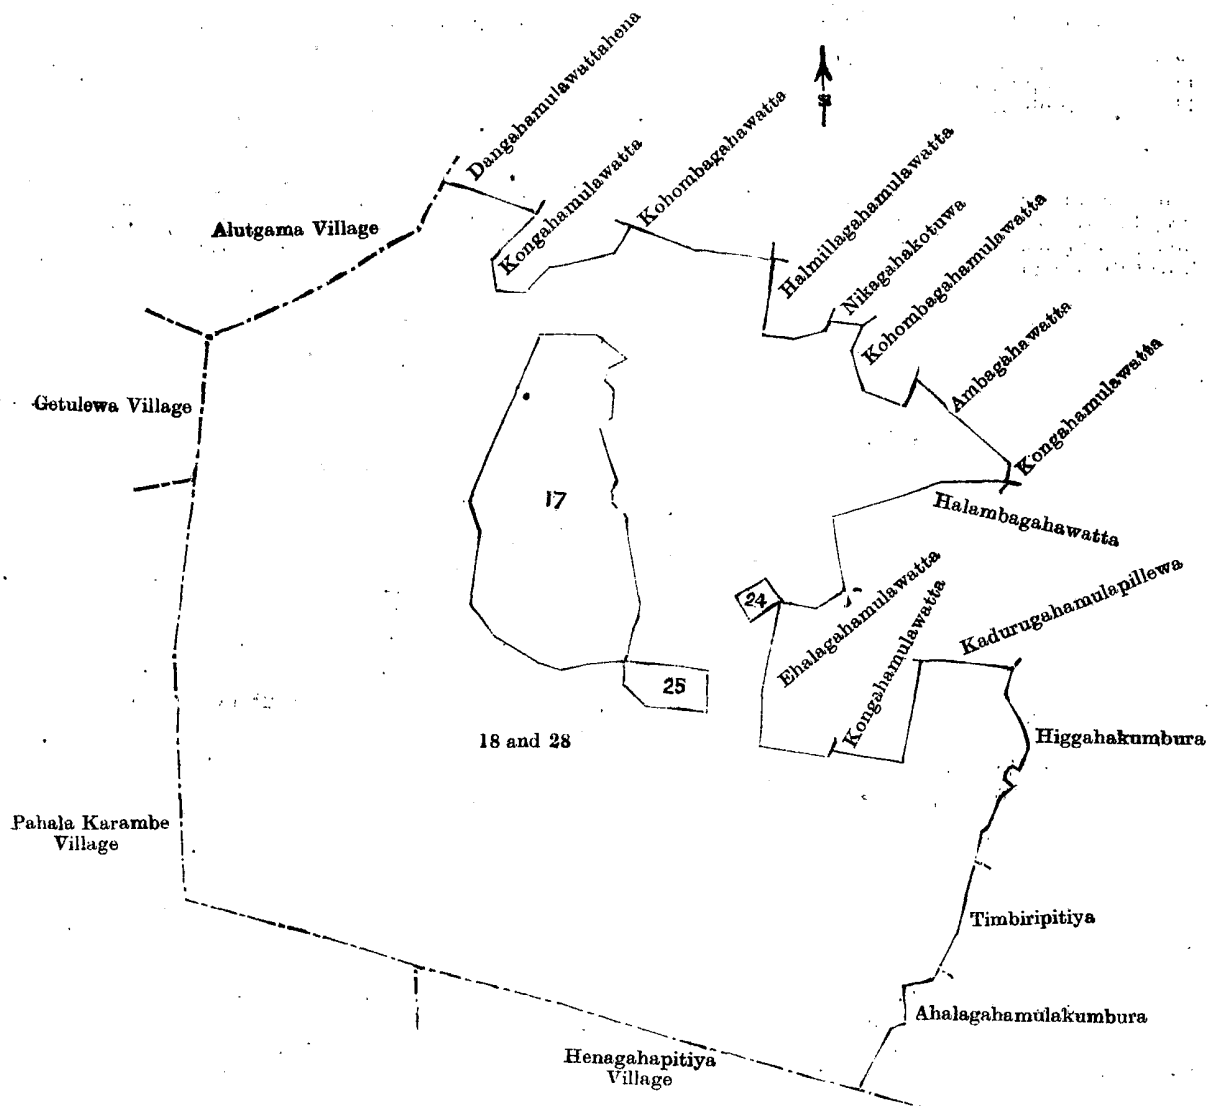 Dangahamulawattahena
Kongahamulawatta
Kohombagahawatta
Halmillagahamulawatta
Nikagahakotuwa
Kohombagahamulawatta
Ambagahawatta
Kongahamulawatta
Alutgama Village
Getulewa Village
17
Halambagahawatta
24
Ehalagahamulawatta
Kongahamulawatta
Kadurugahamulapillewa
25
18 and 28
Higgahakumbura
Pahala Karambe
Village
Timbiripitiya
Ahalagahamulakumbura
Henagahapitiya
Village